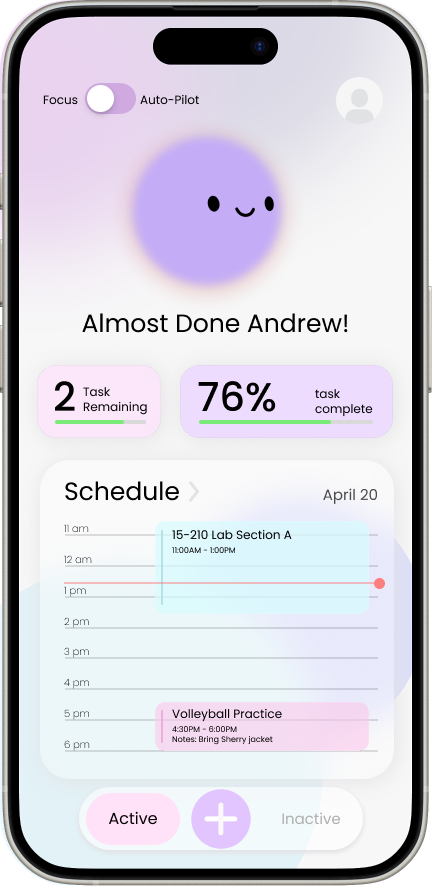 Focus Auto-Pilot
Almost Done Andrew!
2 Task
Remaining
76% task
complete
Schedule April 20
11 am
15-210 Lab Section A
11:00AM - 1:00PM
12 am
1 pm
2 pm
3 pm
4 pm
5 pm
Volleyball Practice
4:30PM - 6:00PM
Notes: Bring Sherry jacket
6 pm
Active Inactive